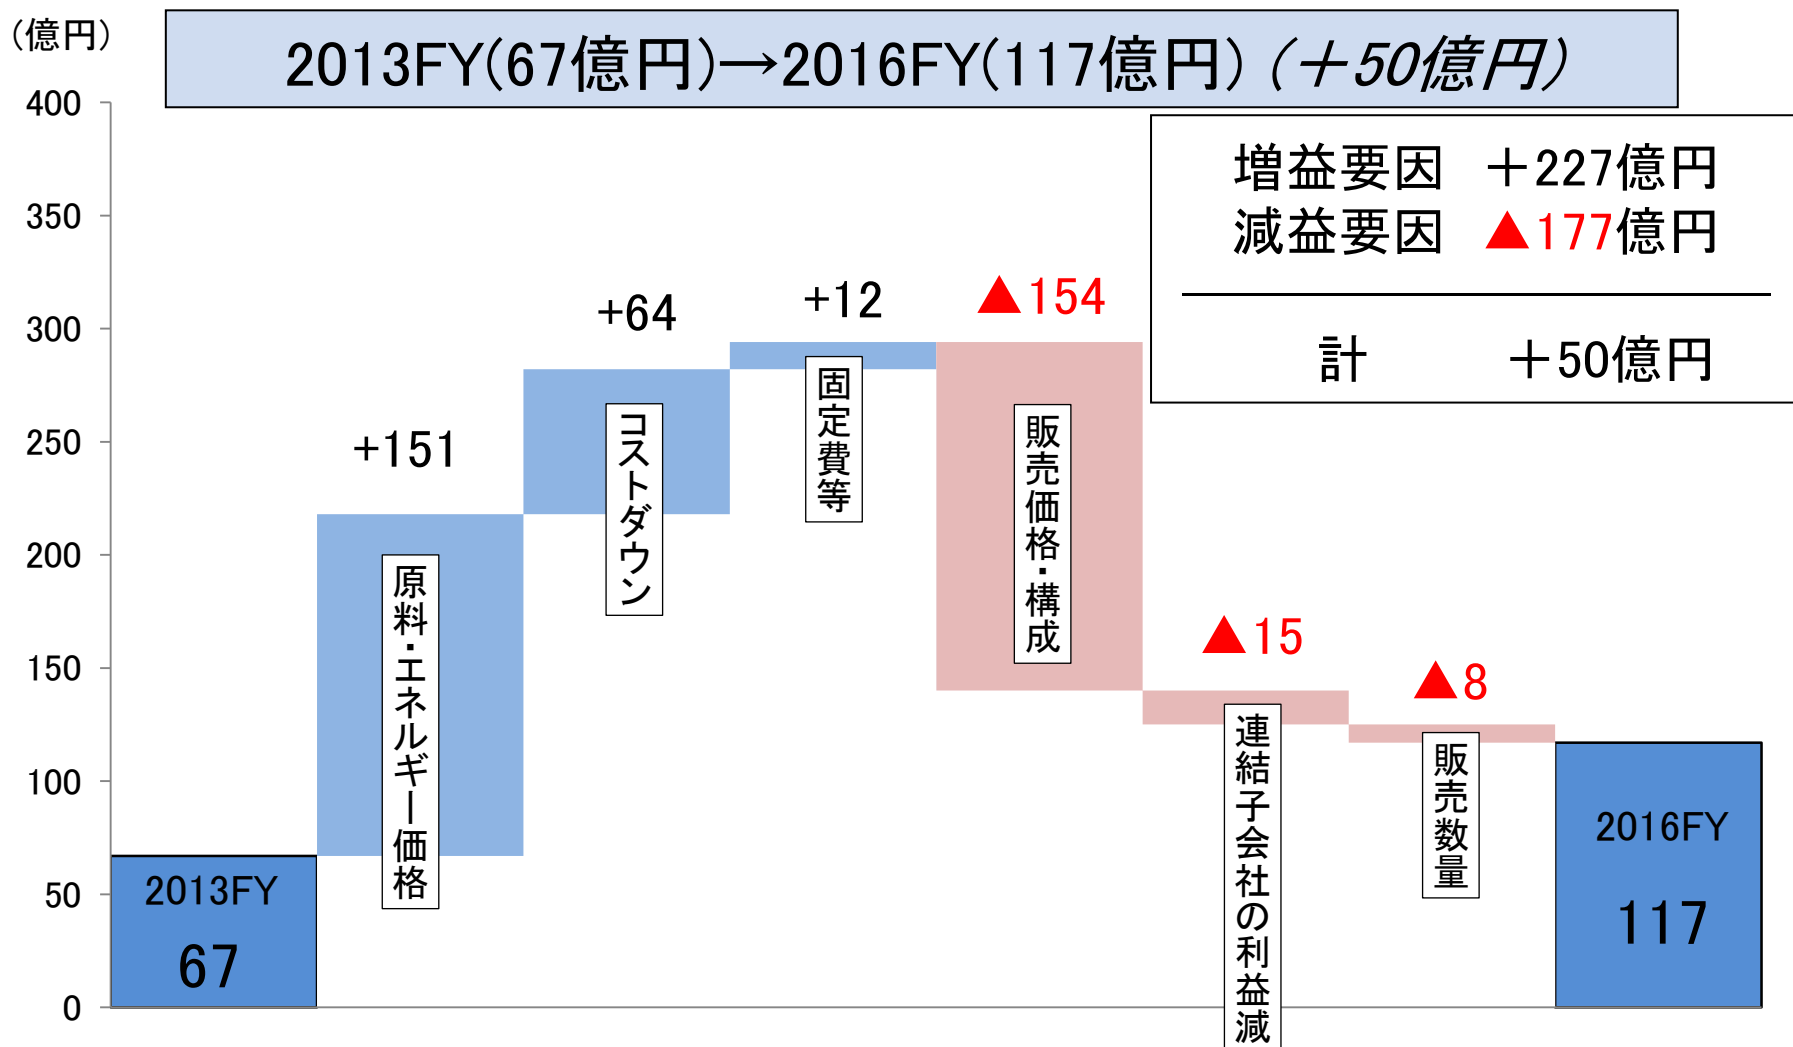 (億円)
2013FY(67億円)→2016FY(117億円)(＋50億円)
増益要因 ＋227億円
減益要因 ▲177億円
計 ＋50億円
400
350
300
250
200
150
100
50
0
+151
+64
+12
▲154
▲15
▲8
2013FY
67
原料・エネルギー価格
コストダウン
固定費等
販売価格・構成
連結子会社の利益減
販売数量
2016FY
117